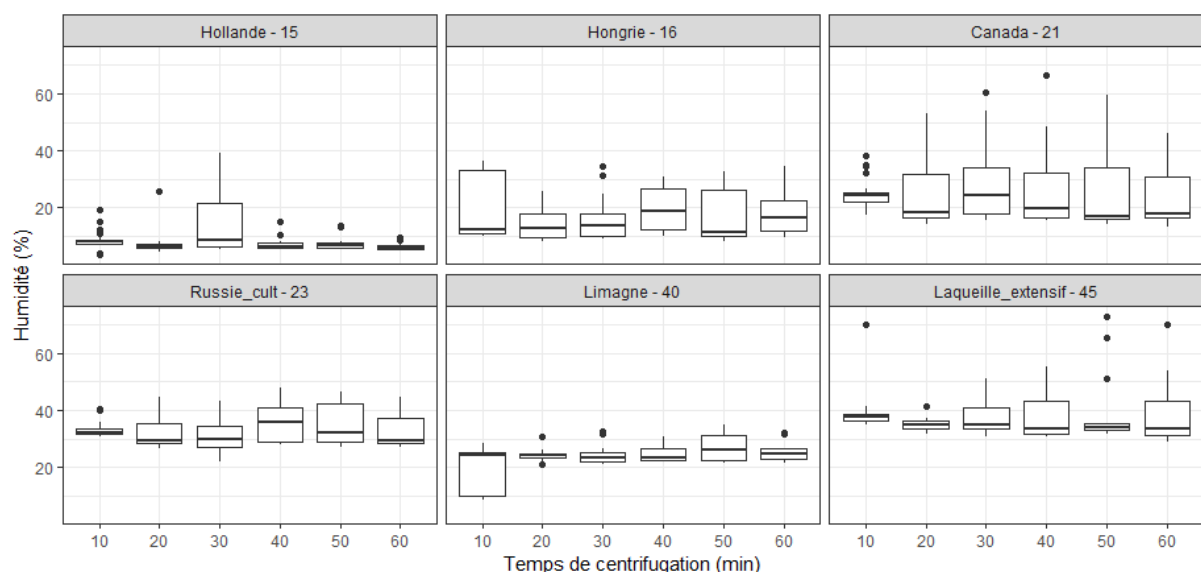 Hollande - 15
Hongrie - 16
Canada - 21
60
40
20
Russie_cult - 23
Limagne - 40
Laqueille_extensif - 45
60
40
20
Humidité (%)
10 20 30 40 50 60
10 20 30 40 50 60
10 20 30 40 50 60
Temps de centrifugation (min)